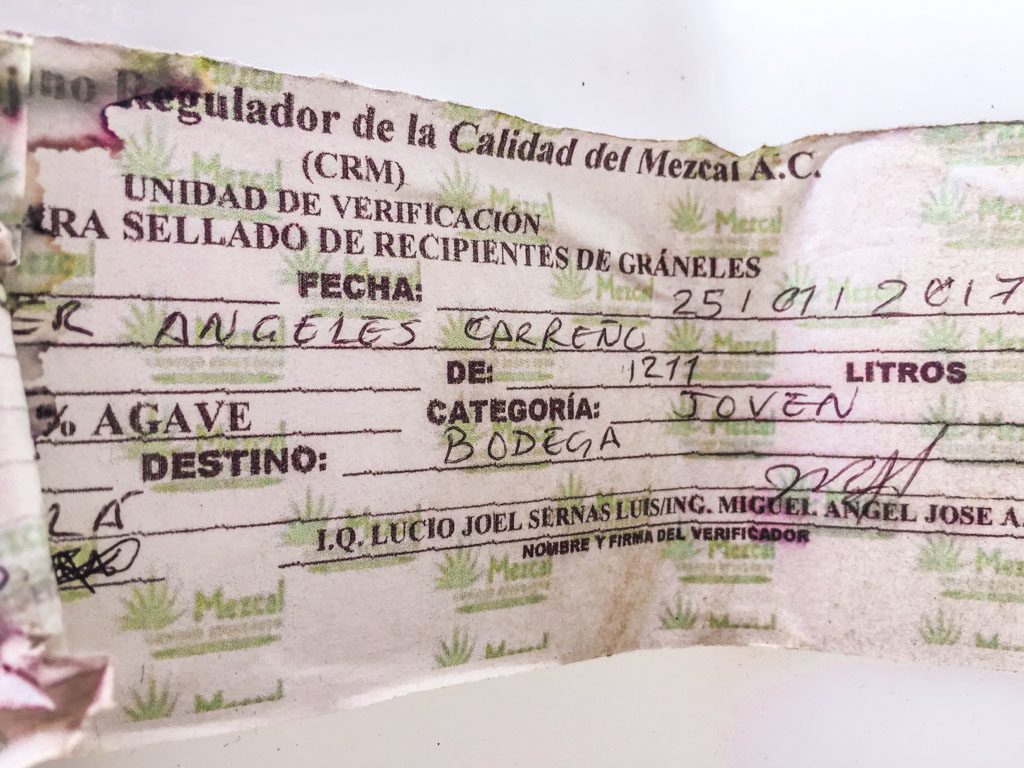 Regulador de la Calidad del Mezcal A.C.
(CRM)
UNIDAD DE VERIFICACIÓN
SELLADO DE RECIPIENTES DE GRÁNELES
FECHA: 25/01/2017
ER ANGELES CARREÑO
DE: 1211 LITROS
% AGAVE CATEGORÍA: JOVEN
DESTINO: BODEGA
I.Q. LUCIO JOEL SERNAS LUIS/ING. MIGUEL ANGEL JOSE A.
NOMBRE Y FIRMA DEL VERIFICADOR
Mezcal